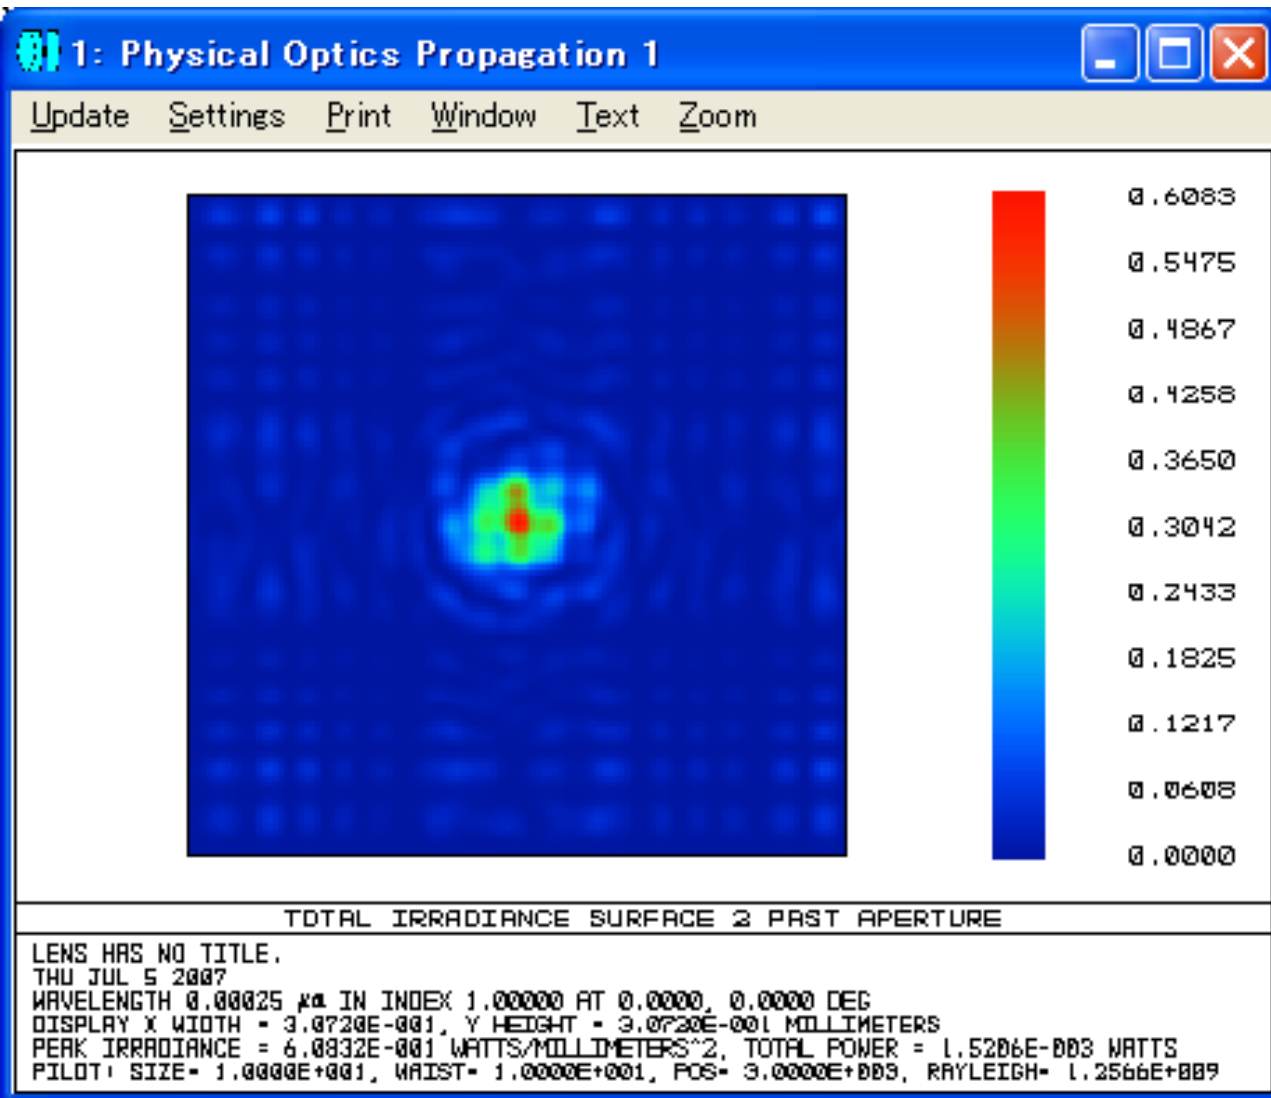 1: Physical Optics Propagation 1
Update Settings Print Window Text Zoom
0.6083
0.5475
0.4867
0.4258
0.3650
0.3042
0.2433
0.1825
0.1217
0.0608
0.0000
TOTAL IRRADIANCE SURFACE 2 PAST APERTURE
LENS HAS NO TITLE.
THU JUL 5 2007
WAVELENGTH 0.00025 µm IN INDEX 1.00000 AT 0.0000, 0.0000 DEG
DISPLAY X WIDTH = 3.0720E-001, Y HEIGHT = 3.0720E-001 MILLIMETERS
PEAK IRRADIANCE = 6.0832E-001 WATTS/MILLIMETERS^2, TOTAL POWER = 1.5206E-003 WATTS
PILOT: SIZE= 1.0000E+001, WAIST= 1.0000E+001, POS= 3.0000E+003, RAYLEIGH= 1.2566E+009